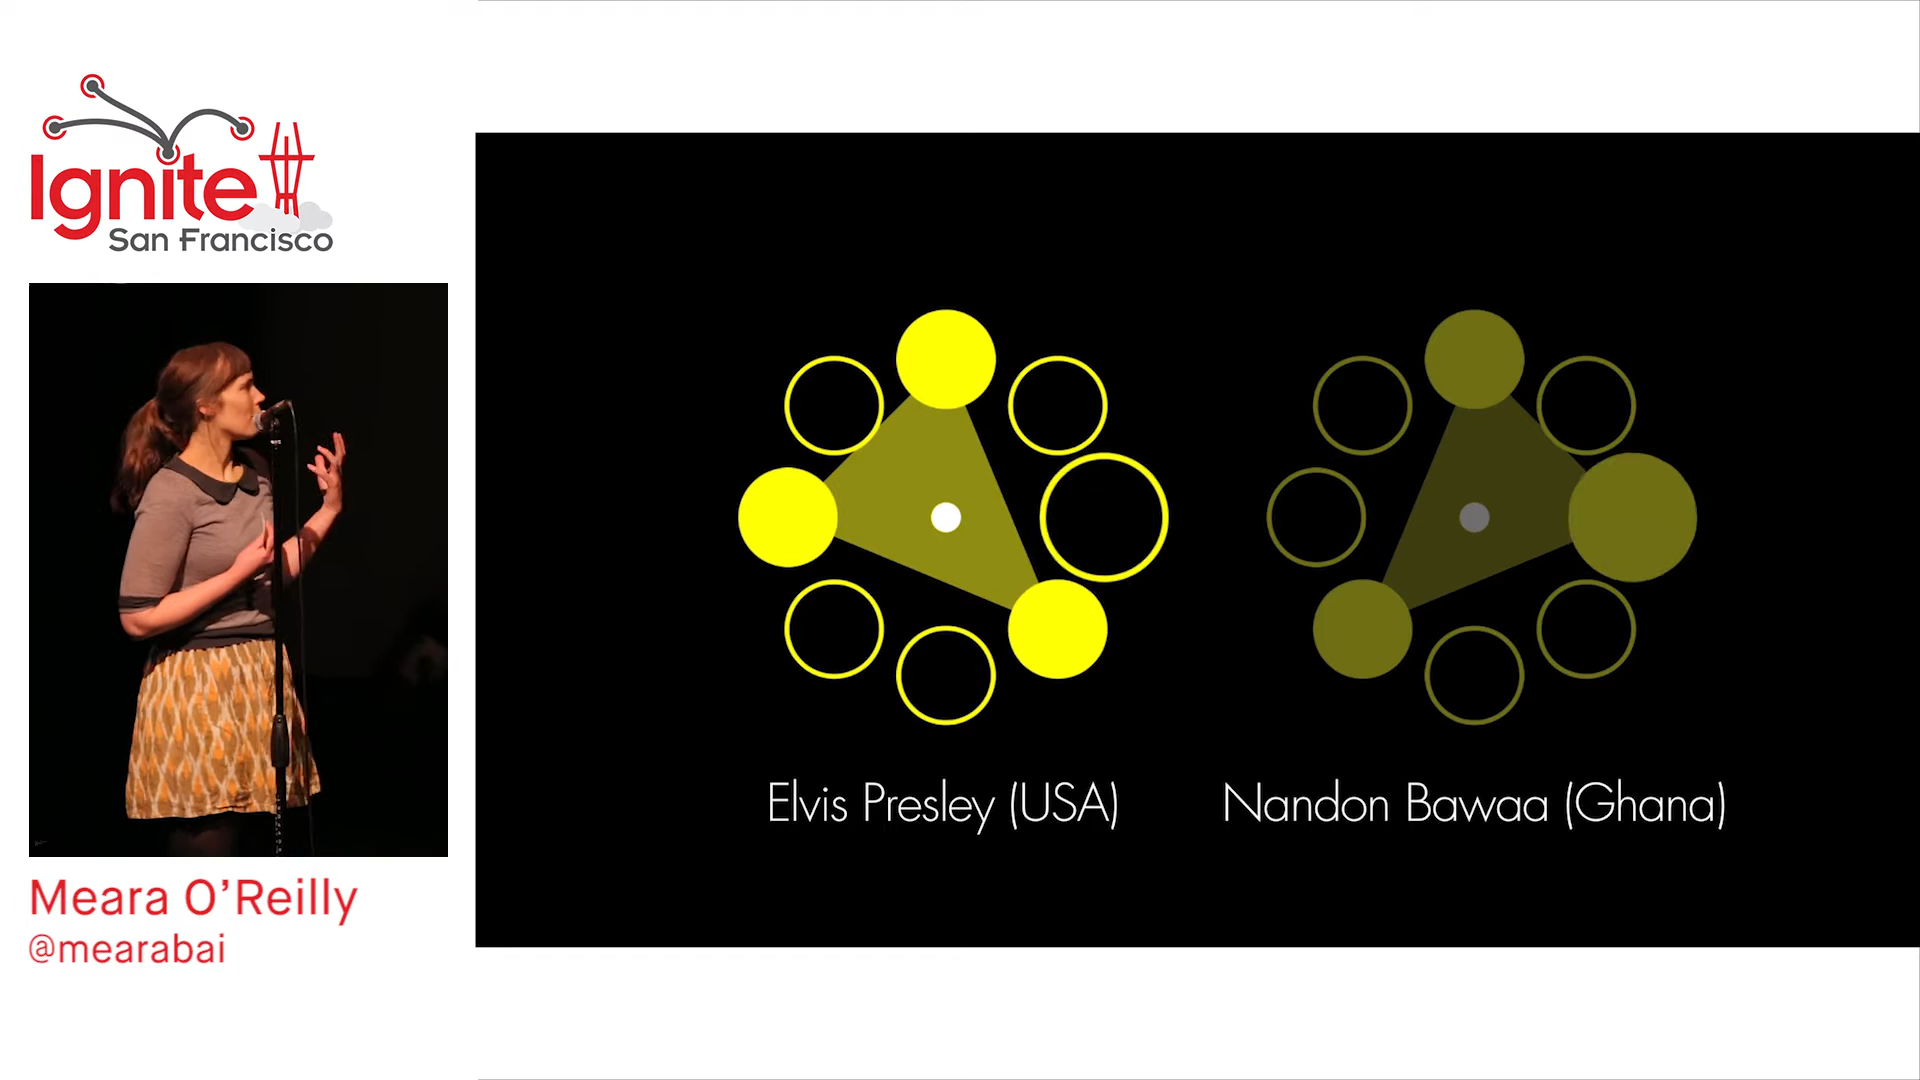 Ignite
San Francisco
Meara O'Reilly
@mearabai
Elvis Presley (USA)
Nandon Bawaa (Ghana)